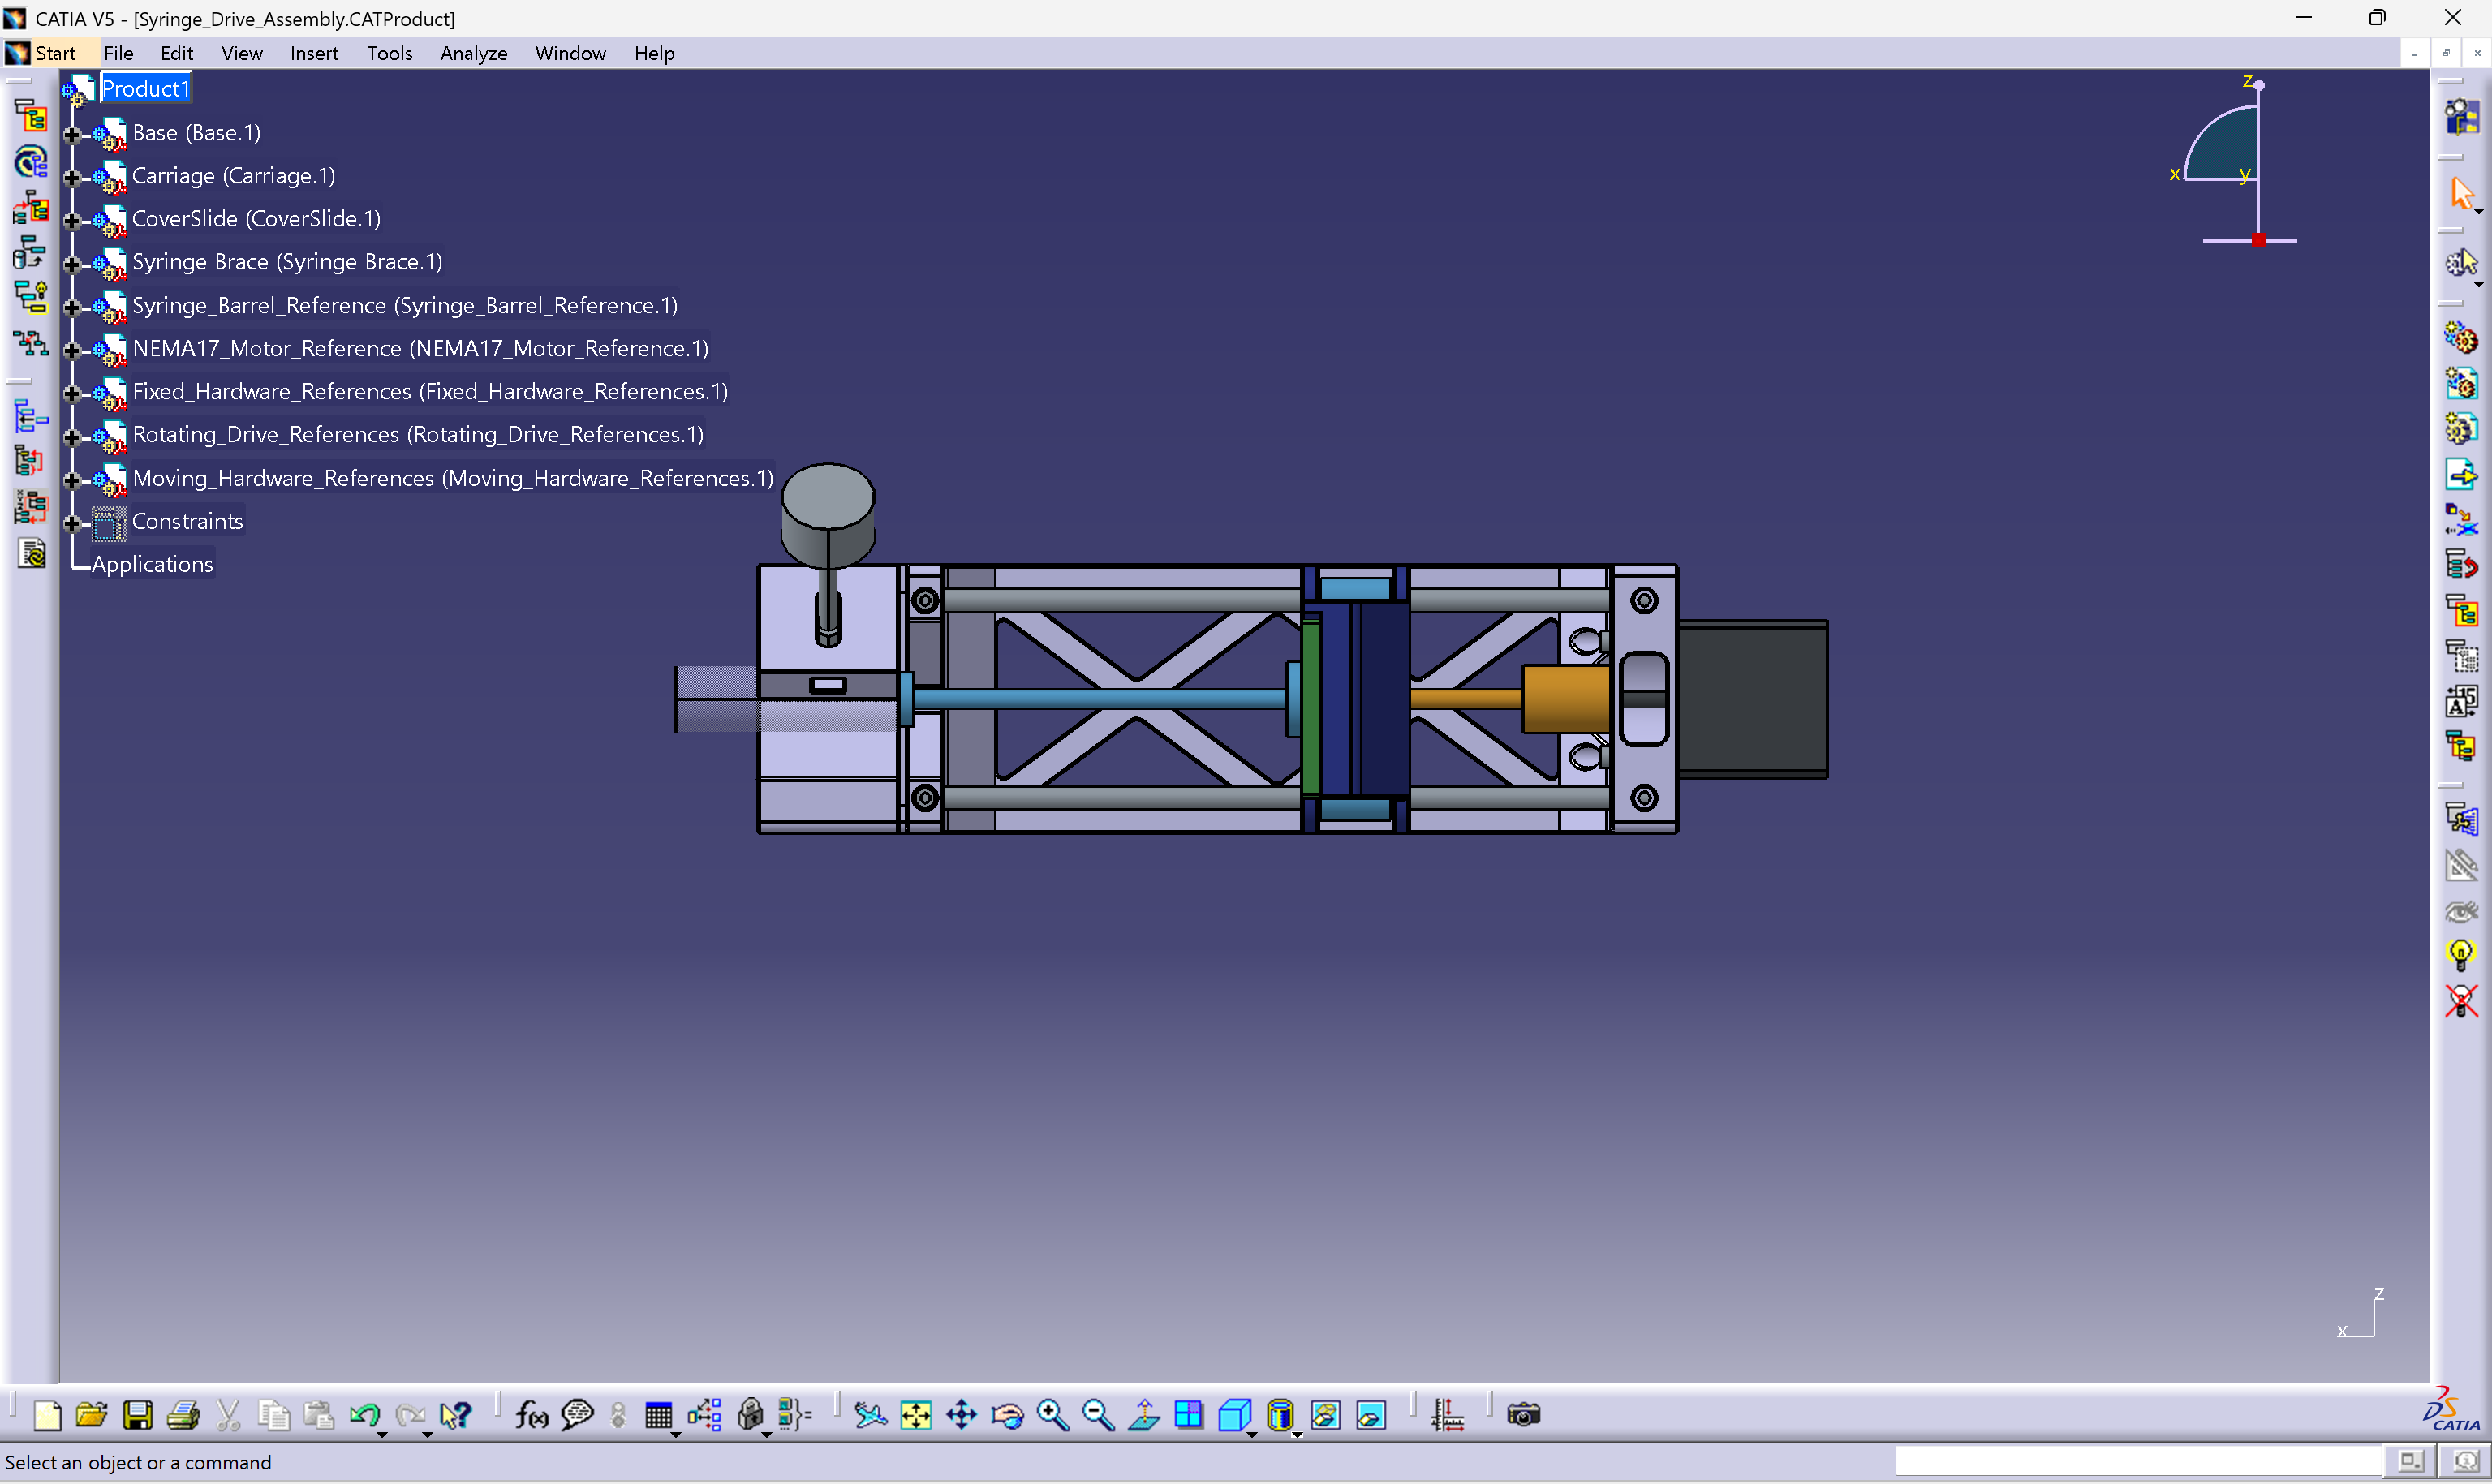 CATIA V5 - [Syringe_Drive_Assembly.CATProduct]
Start File Edit View Insert Tools Analyze Window Help
Product1
Base (Base.1)
Carriage (Carriage.1)
CoverSlide (CoverSlide.1)
Syringe Brace (Syringe Brace.1)
Syringe_Barrel_Reference (Syringe_Barrel_Reference.1)
NEMA17_Motor_Reference (NEMA17_Motor_Reference.1)
Fixed_Hardware_References (Fixed_Hardware_References.1)
Rotating_Drive_References (Rotating_Drive_References.1)
Moving_Hardware_References (Moving_Hardware_References.1)
Constraints
Applications
z
x y
z
x
f(x)
CATIA
Select an object or a command